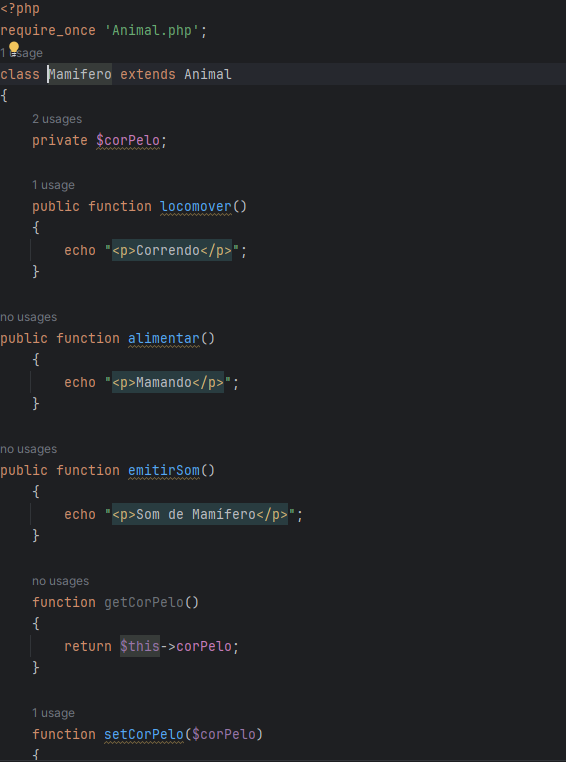 <?php
require_once 'Animal.php';
1 usage
class Mamifero extends Animal
{
2 usages
private $corPelo;
1 usage
public function locomover()
{
echo "<p>Correndo</p>";
}
no usages
public function alimentar()
{
echo "<p>Mamando</p>";
}
no usages
public function emitirSom()
{
echo "<p>Som de Mamífero</p>";
}
no usages
function getCorPelo()
{
return $this->corPelo;
}
1 usage
function setCorPelo($corPelo)
{